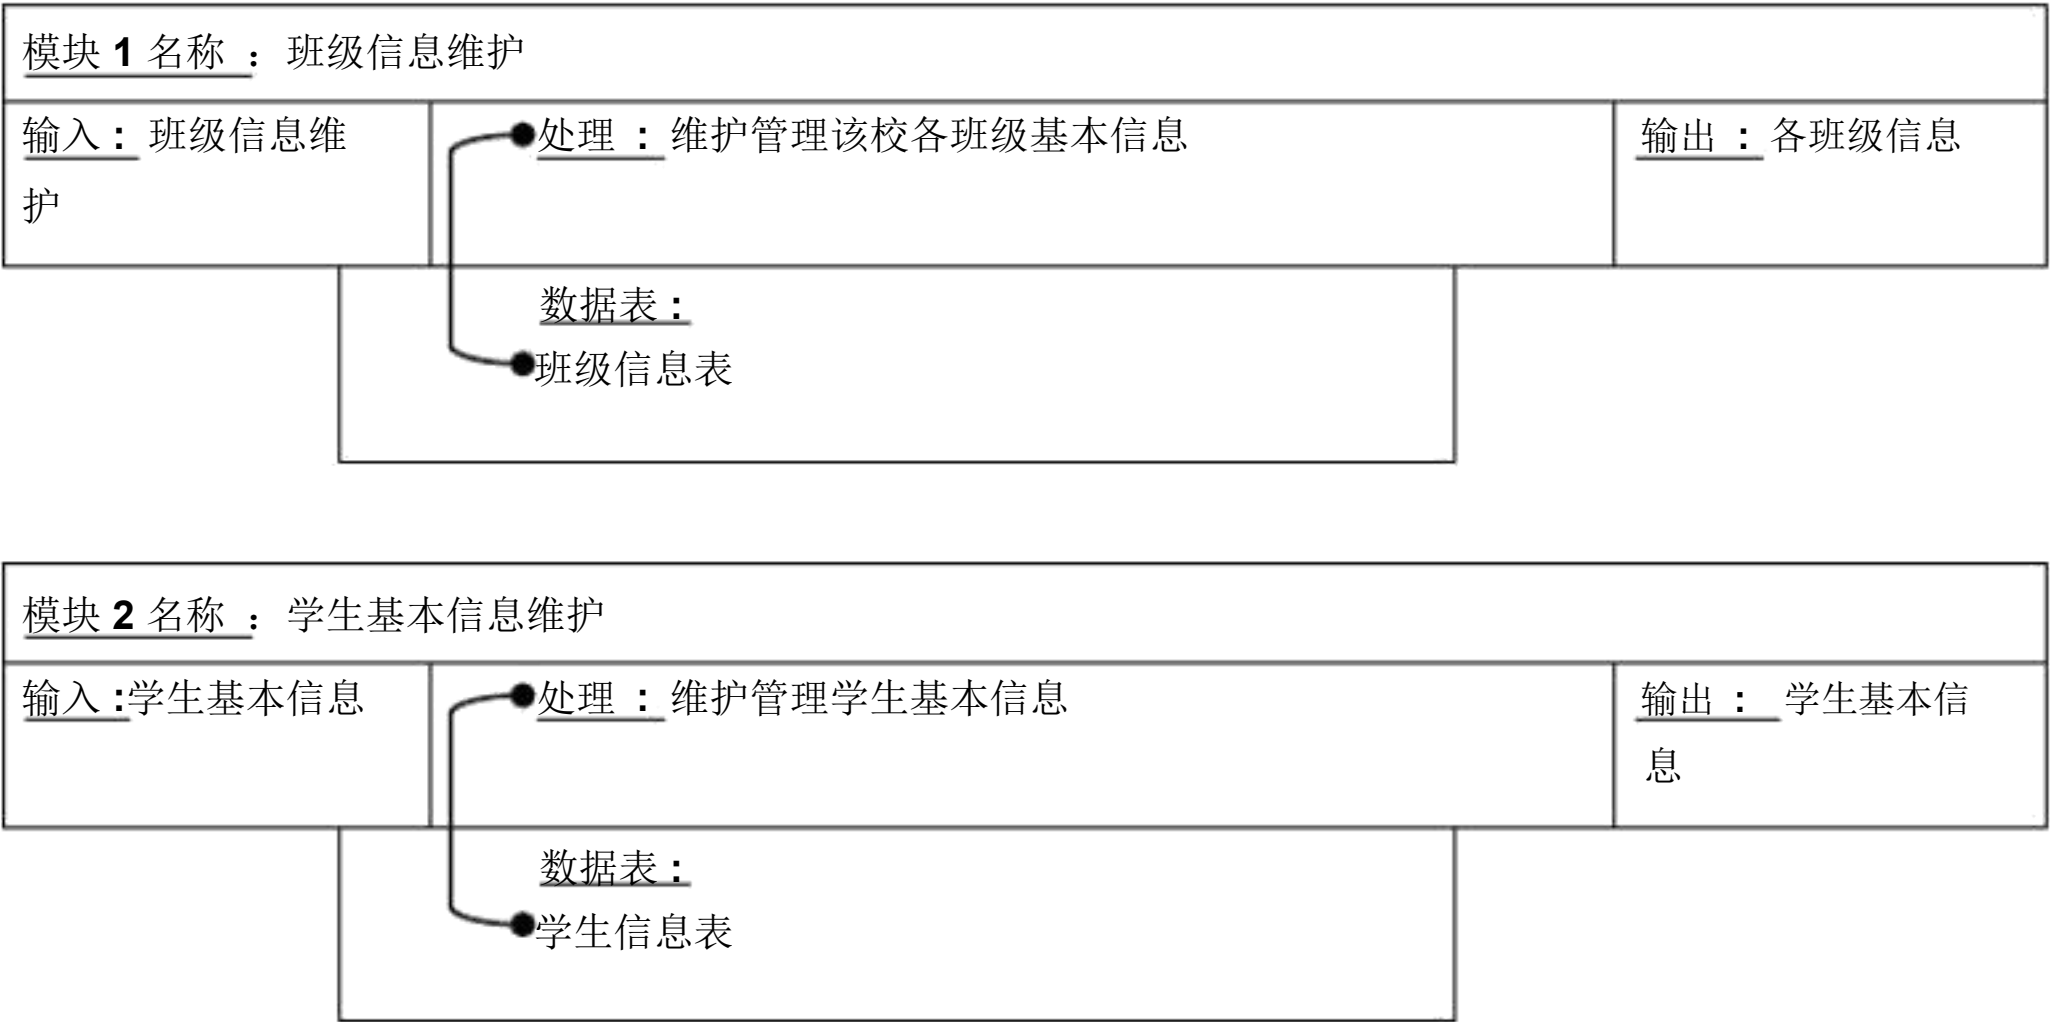 模块 1 名称 ：班级信息维护
输入：班级信息维
护
处理 ：维护管理该校各班级基本信息
输出 ：各班级信息
数据表：
班级信息表
模块 2 名称 ：学生基本信息维护
输入 :学生基本信息
处理 ：维护管理学生基本信息
输出 ： 学生基本信
息
数据表：
学生信息表